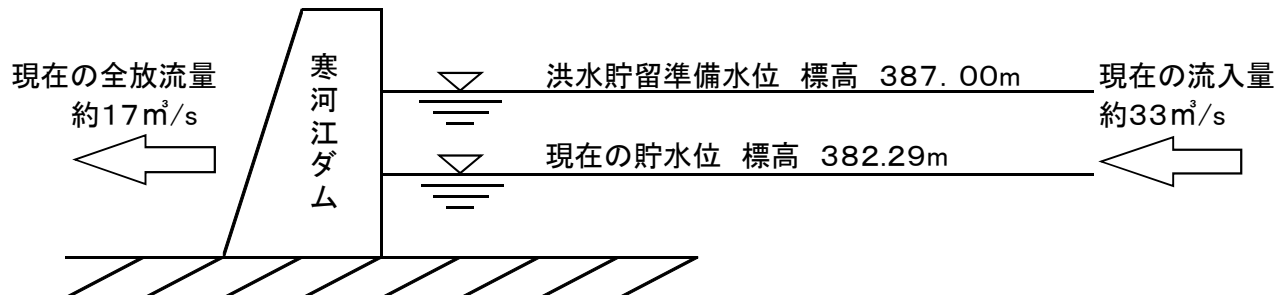 現在の全放流量
約17㎥/s
寒河江ダム
洪水貯留準備水位 標高 387.00m
現在の貯水位 標高 382.29m
現在の流入量
約33㎥/s